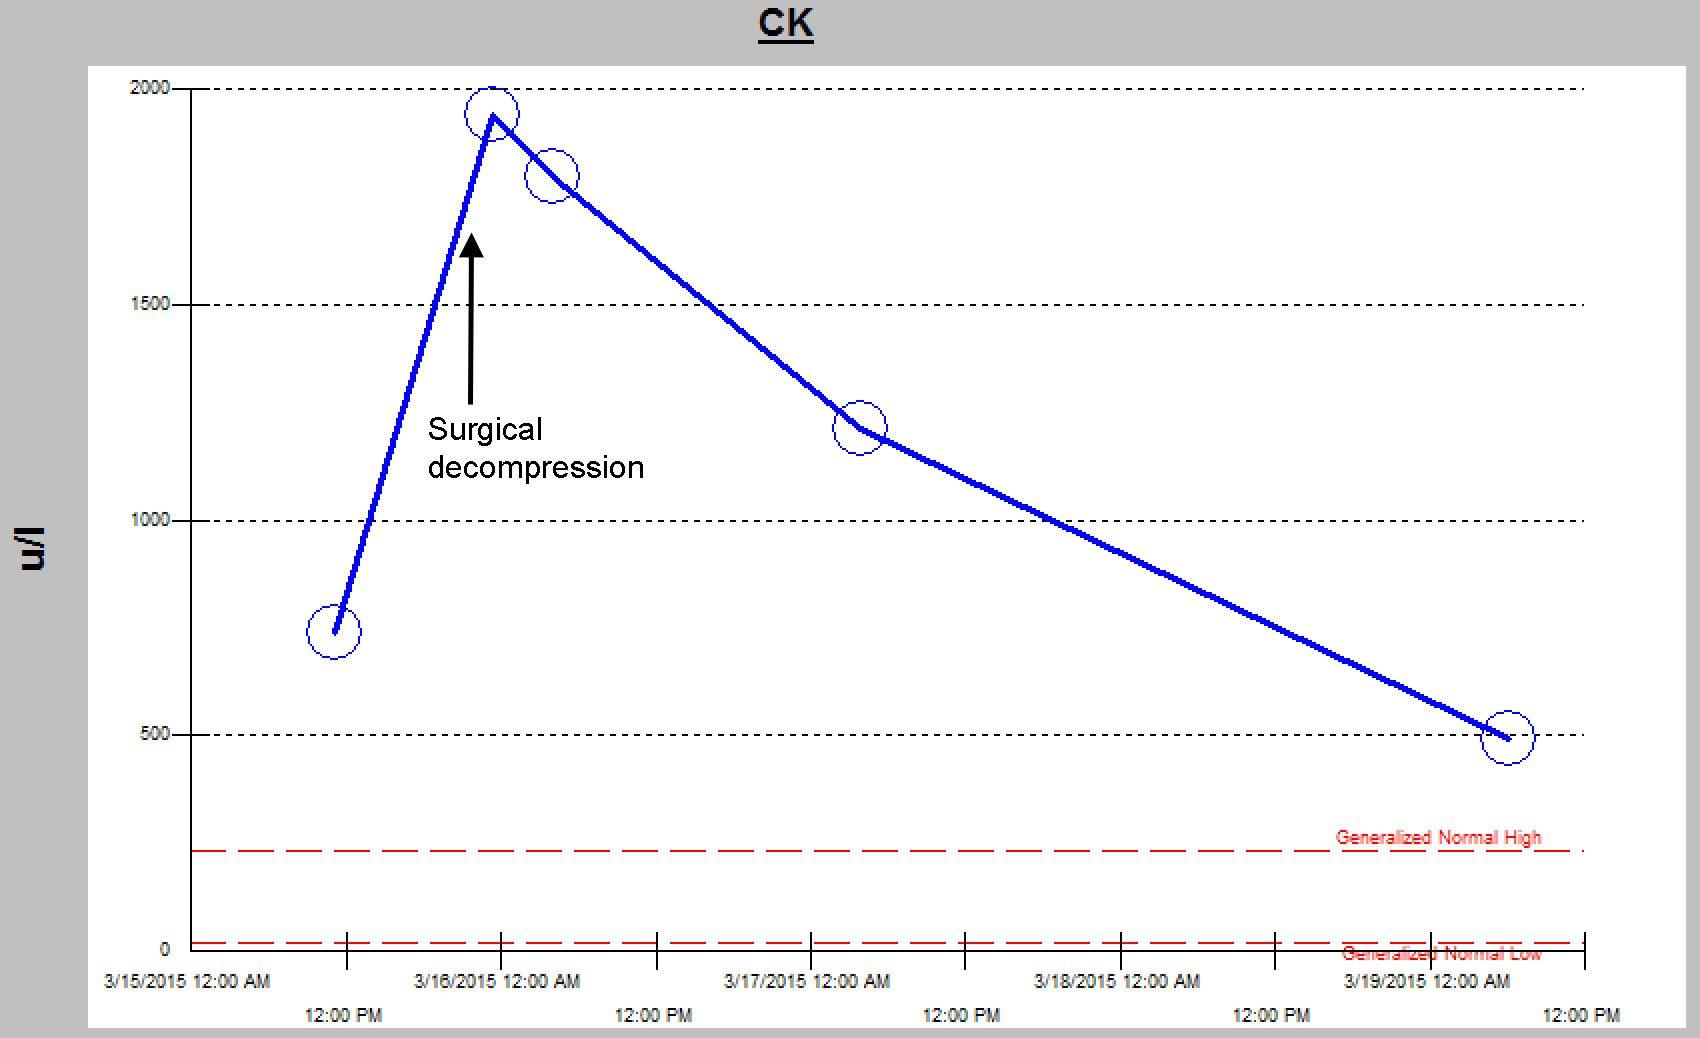 CK
2000
1500
Surgical
decompression
1000
u/l
500
Generalized Normal High
0
Generalized Normal Low
3/15/2015 12:00 AM 3/16/2015 12:00 AM 3/17/2015 12:00 AM 3/18/2015 12:00 AM 3/19/2015 12:00 AM
12:00 PM 12:00 PM 12:00 PM 12:00 PM 12:00 PM